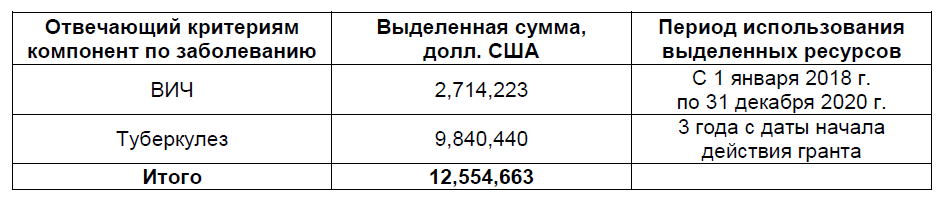 Отвечающий критериям
компонент по заболеванию
Выделенная сумма,
долл. США
Период использования
выделенных ресурсов
ВИЧ
2,714,223
С 1 января 2018 г.
по 31 декабря 2020 г.
Туберкулез
9,840,440
3 года с даты начала
действия гранта
Итого
12,554,663